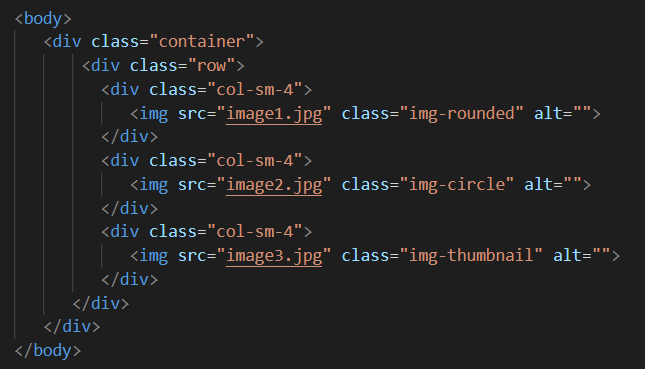 <body>
<div class="container">
<div class="row">
<div class="col-sm-4">
<img src="image1.jpg" class="img-rounded" alt="">
</div>
<div class="col-sm-4">
<img src="image2.jpg" class="img-circle" alt="">
</div>
<div class="col-sm-4">
<img src="image3.jpg" class="img-thumbnail" alt="">
</div>
</div>
</div>
</body>